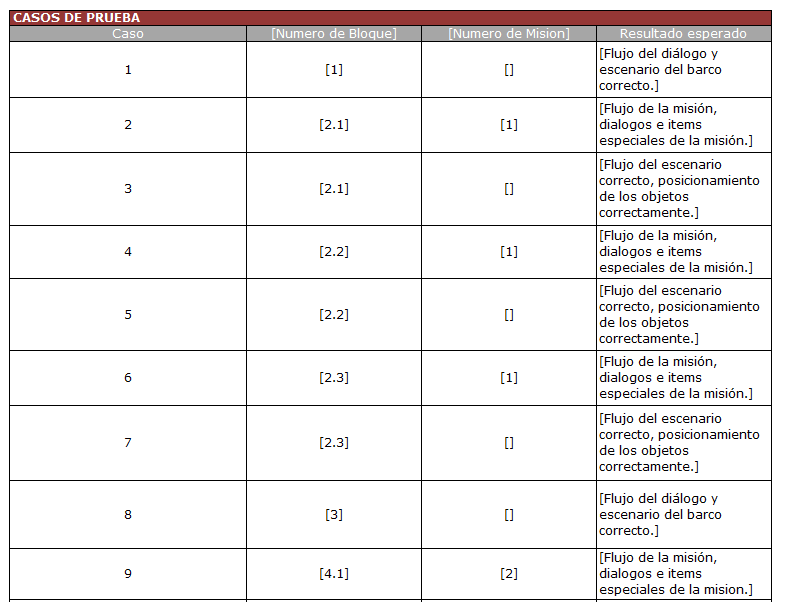 CASOS DE PRUEBA
Caso [Numero de Bloque] [Numero de Mision] Resultado esperado
1 [1] [] [Flujo del diálogo y
escenario del barco
correcto.]
2 [2.1] [1] [Flujo de la misión,
dialogos e items
especiales de la misión.]
3 [2.1] [] [Flujo del escenario
correcto, posicionamiento
de los objetos
correctamente.]
4 [2.2] [1] [Flujo de la misión,
dialogos e items
especiales de la misión.]
5 [2.2] [] [Flujo del escenario
correcto, posicionamiento
de los objetos
correctamente.]
6 [2.3] [1] [Flujo de la misión,
dialogos e items
especiales de la misión.]
7 [2.3] [] [Flujo del escenario
correcto, posicionamiento
de los objetos
correctamente.]
8 [3] [] [Flujo del diálogo y
escenario del barco
correcto.]
9 [4.1] [2] [Flujo de la misión,
dialogos e items
especiales de la mision.]